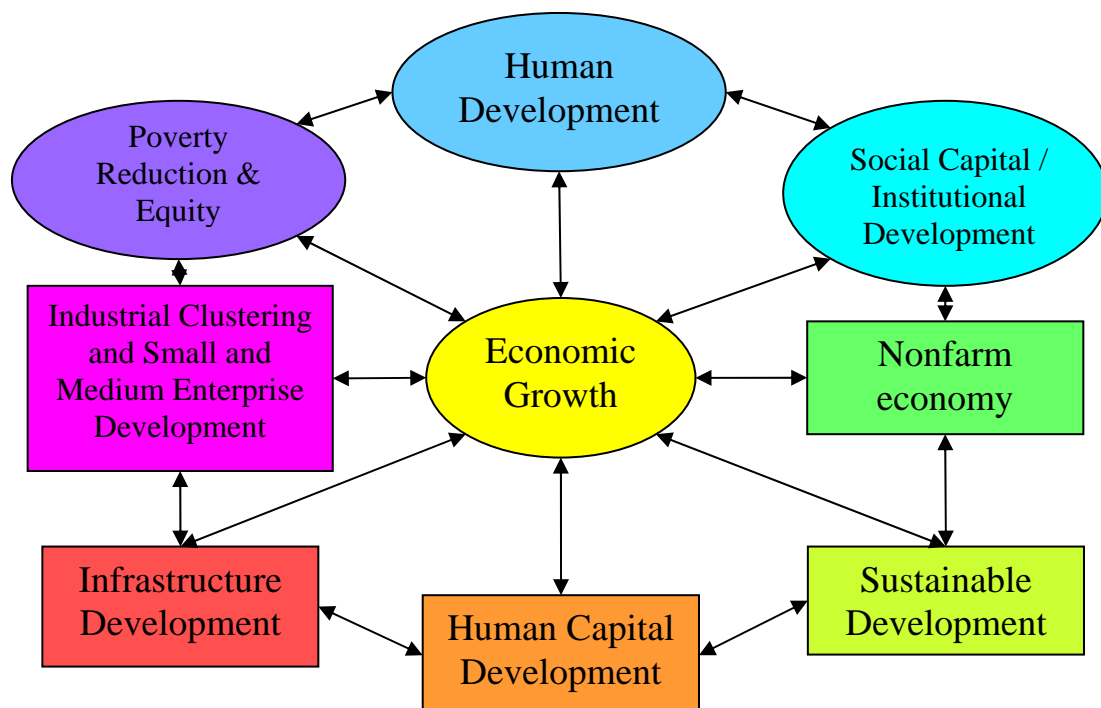 Human
Development
Poverty
Reduction &
Equity
Social Capital /
Institutional
Development
Industrial Clustering
and Small and
Medium Enterprise
Development
Economic
Growth
Nonfarm
economy
Infrastructure
Development
Human Capital
Development
Sustainable
Development